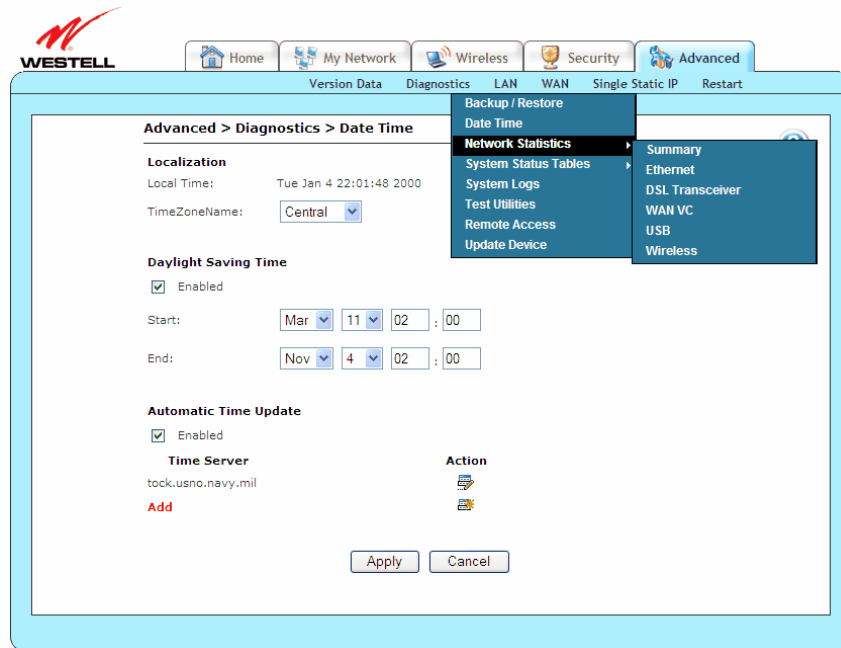 WESTELL
Home My Network Wireless Security Advanced
Version Data Diagnostics LAN WAN Single Static IP Restart
Backup / Restore
Date Time
Network Statistics
System Status Tables
System Logs
Test Utilities
Remote Access
Update Device
Summary
Ethernet
DSL Transceiver
WAN VC
USB
Wireless
Advanced > Diagnostics > Date Time
Localization
Local Time: Tue Jan 4 22:01:48 2000
TimeZoneName: Central
Daylight Saving Time
Enabled
Start: Mar 11 02 : 00
End: Nov 4 02 : 00
Automatic Time Update
Enabled
Time Server Action
tock.usno.navy.mil
Add
Apply Cancel